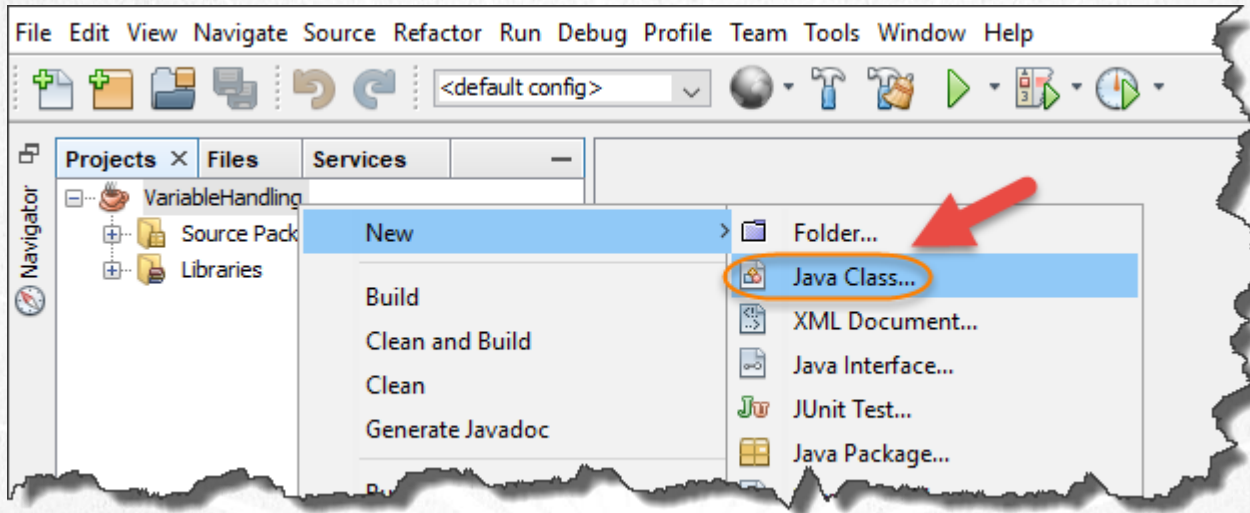 File Edit View Navigate Source Refactor Run Debug Profile Team Tools Window Help
<default config>
Projects Files Services
Navigator
VariableHandling
Source Pack
Libraries
New
Build
Clean and Build
Clean
Generate Javadoc
Folder...
Java Class...
XML Document...
Java Interface...
JUnit Test...
Java Package...